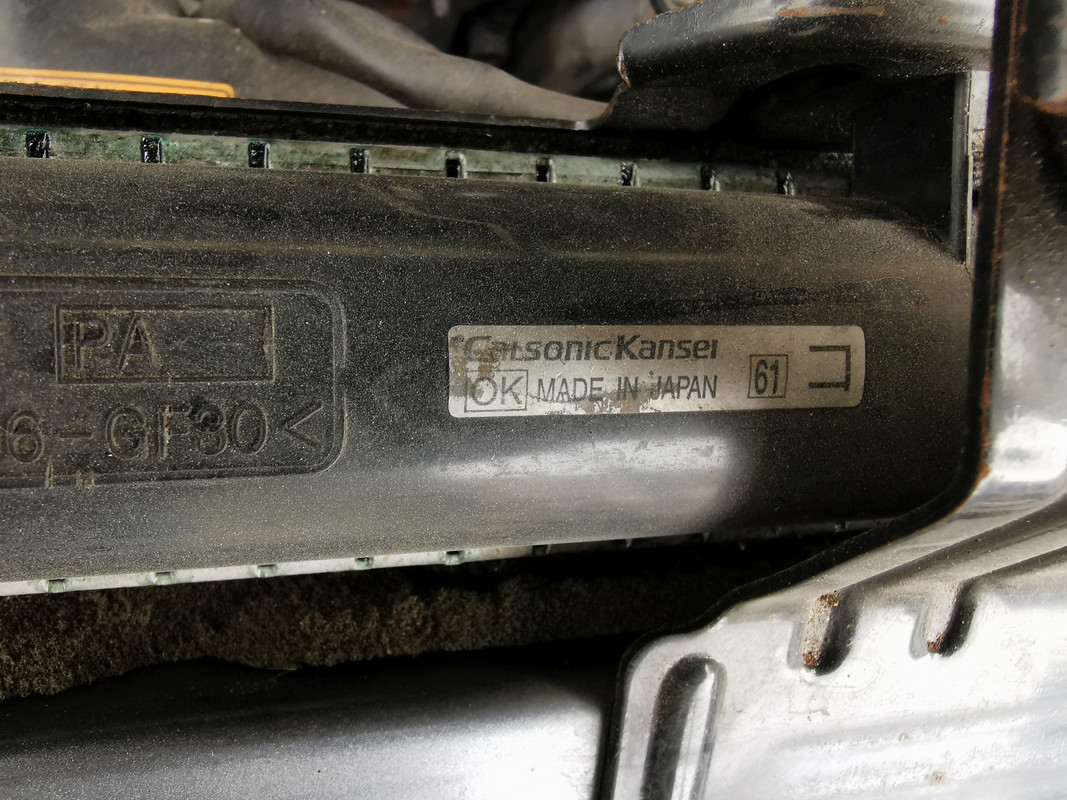 PA
6-GF30<
CalsonicKansei
OK MADE IN JAPAN 61 コ